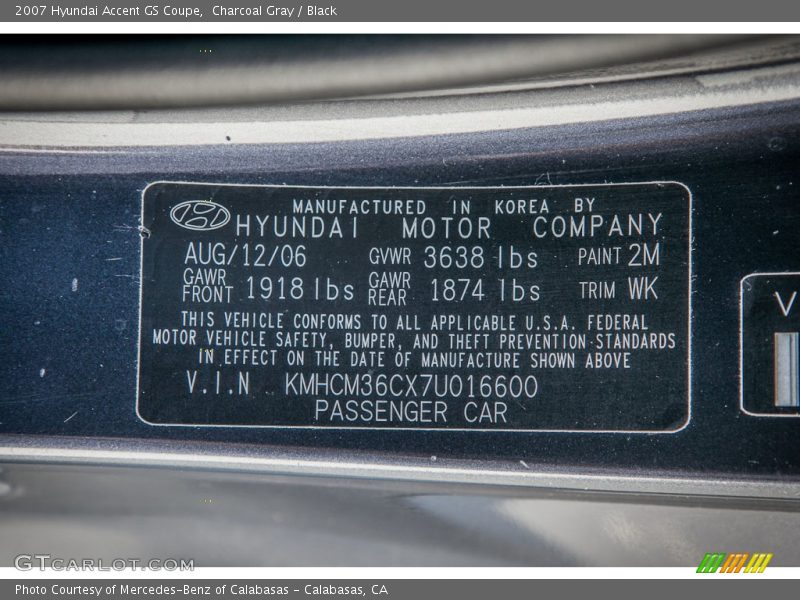 2007 Hyundai Accent GS Coupe,  Charcoal Gray / Black
MANUFACTURED IN KOREA BY
HYUNDAI MOTOR COMPANY
AUG/12/06 GVWR 3638 lbs PAINT 2M
GAWR FRONT 1918 lbs GAWR REAR 1874 lbs TRIM WK
THIS VEHICLE CONFORMS TO ALL APPLICABLE U.S.A. FEDERAL
MOTOR VEHICLE SAFETY, BUMPER, AND THEFT PREVENTION STANDARDS
IN EFFECT ON THE DATE OF MANUFACTURE SHOWN ABOVE
V.I.N KMHCM36CX7U016600
PASSENGER CAR
V
GTCARLOT.COM
Photo Courtesy of Mercedes-Benz of Calabasas - Calabasas, CA